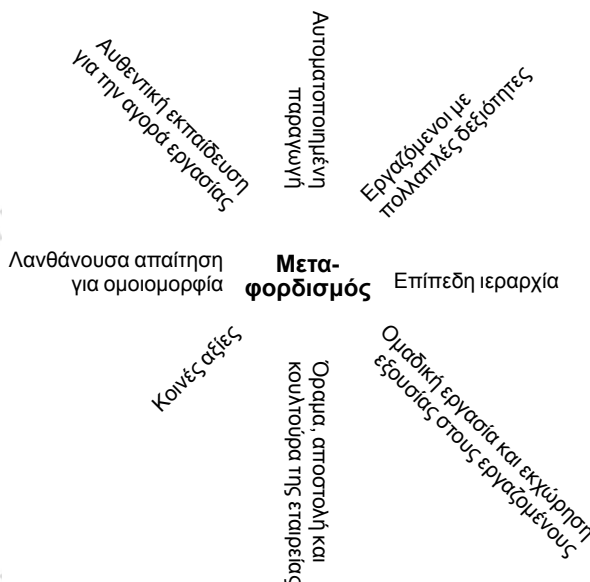 Αυτοματοποιημένη
παραγωγή
Εργαζόμενοι με
πολλαπλές δεξιότητες
Επίπεδη ιεραρχία
Ομαδική εργασία και εκχώρηση
εξουσίας στους εργαζομένους
Όραμα, αποστολή και
κουλτούρα της εταιρείας
Κοινές αξίες
Λανθάνουσα απαίτηση
για ομοιομορφία
Αυθεντική εκπαίδευση
για την αγορά εργασίας
Μετα-
φορδισμός